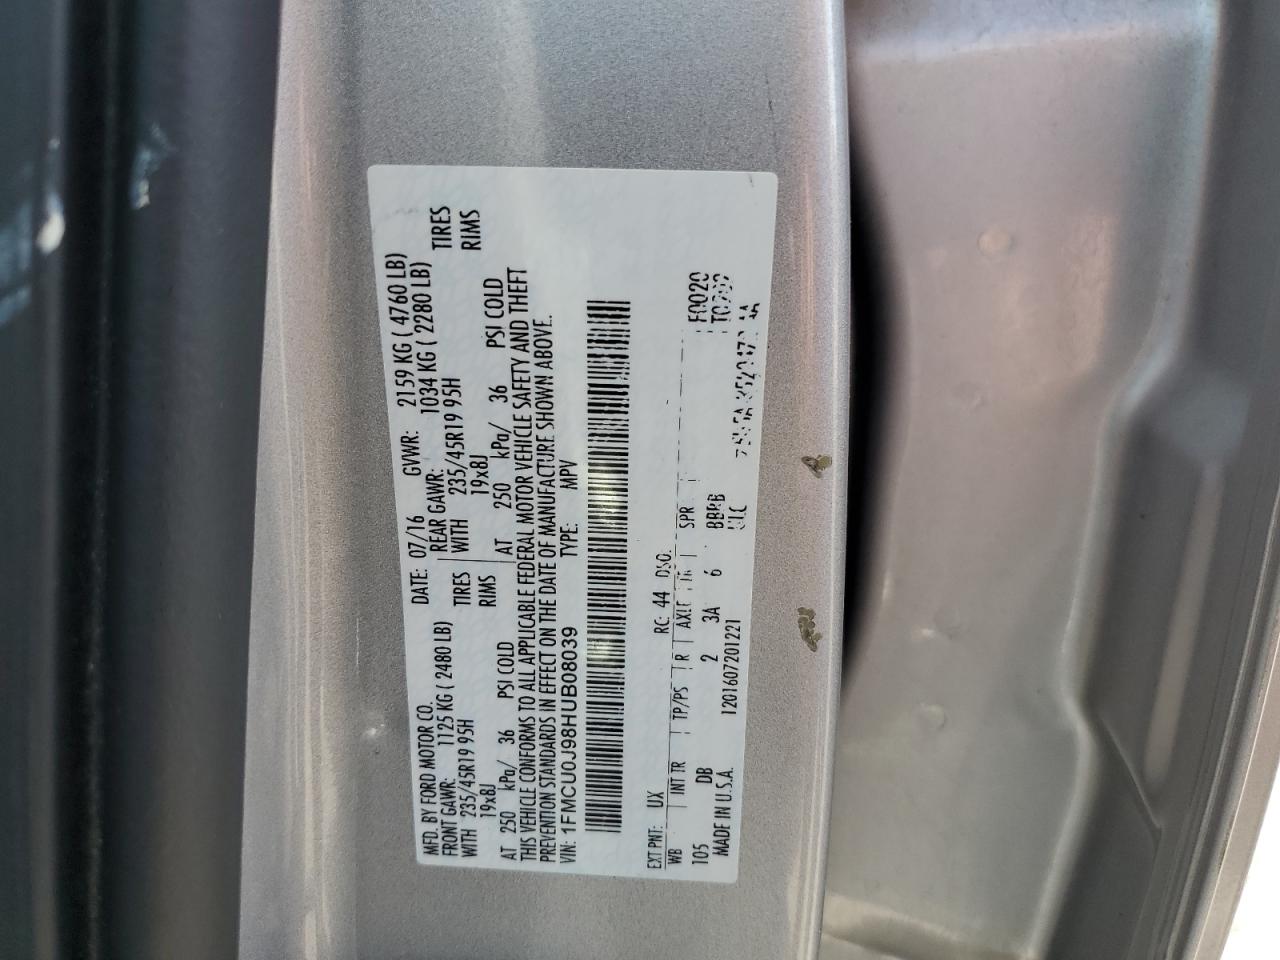 MFD. BY FORD MOTOR CO.
DATE: 07/16 GVWR: 2159 KG ( 4760 LB)
FRONT GAWR: 1125 KG ( 2480 LB) REAR GAWR: 1034 KG ( 2280 LB)
WITH 235/45R19 95H TIRES WITH 235/45R19 95H TIRES
19x8J RIMS 19x8J RIMS
AT 250 kPa/ 36 PSI COLD AT 250 kPa/ 36 PSI COLD
THIS VEHICLE CONFORMS TO ALL APPLICABLE FEDERAL MOTOR VEHICLE SAFETY AND THEFT
PREVENTION STANDARDS IN EFFECT ON THE DATE OF MANUFACTURE SHOWN ABOVE.
VIN: 1FMCU0J98HUB08039 TYPE: MPV
EXT PNT: UX RC: 44 DSO:
WB INT TR TP/PS R AXLE TR SPR
105 DB 2 3A 6 BBRB
MADE IN U.S.A. 1201607201221